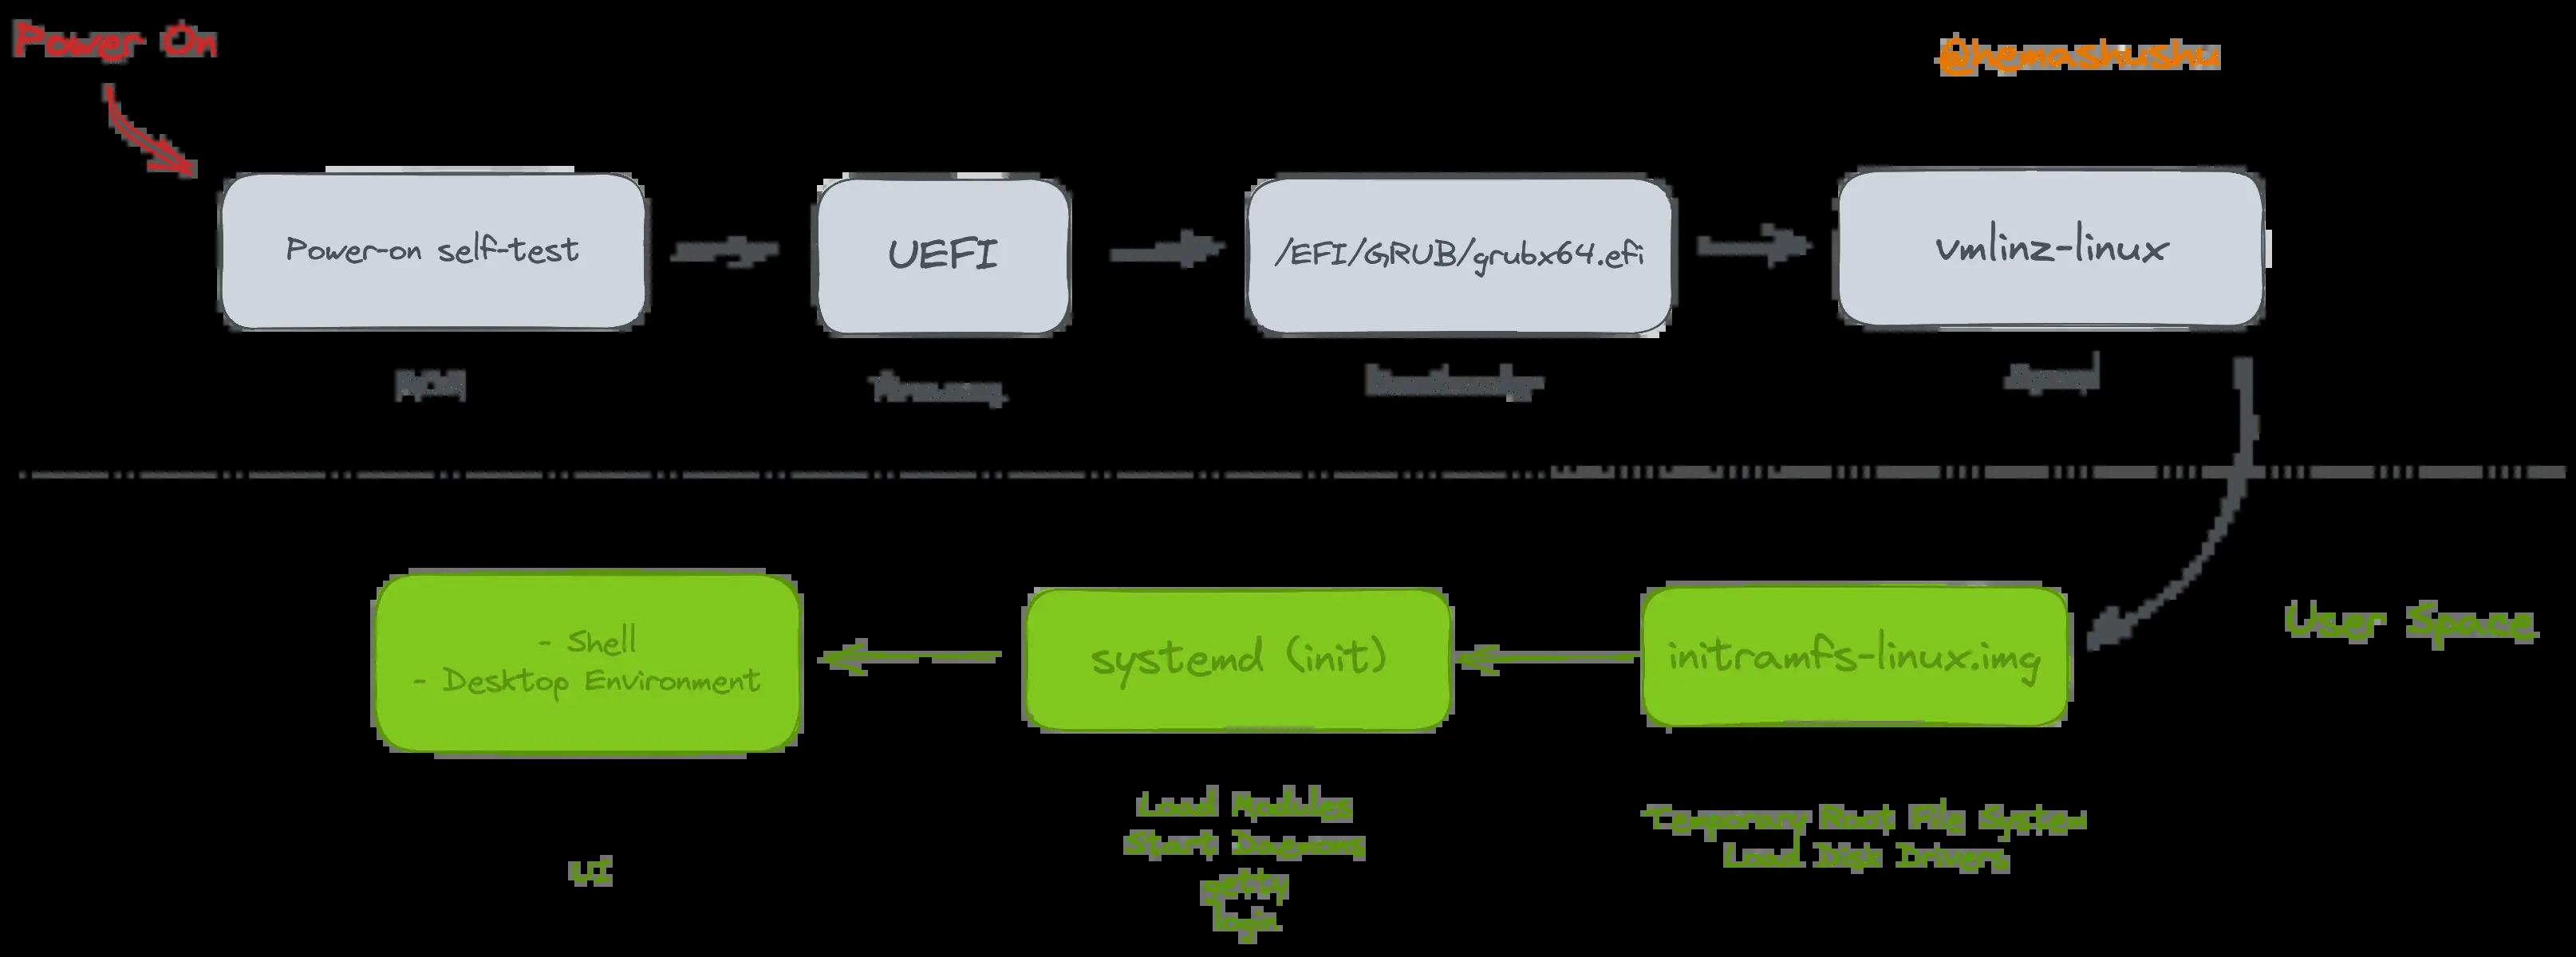 Power On
@hemashushu
Power-on self-test
UEFI
/EFI/GRUB/grubx64.efi
vmlinz-linux
ROM
Firmware
Bootloader
Kernel
User Space
- Shell
- Desktop Environment
systemd (init)
initramfs-linux.img
UI
Load Modules
Start Daemons
getty
login
Temporary Root File System
Load Disk Drivers